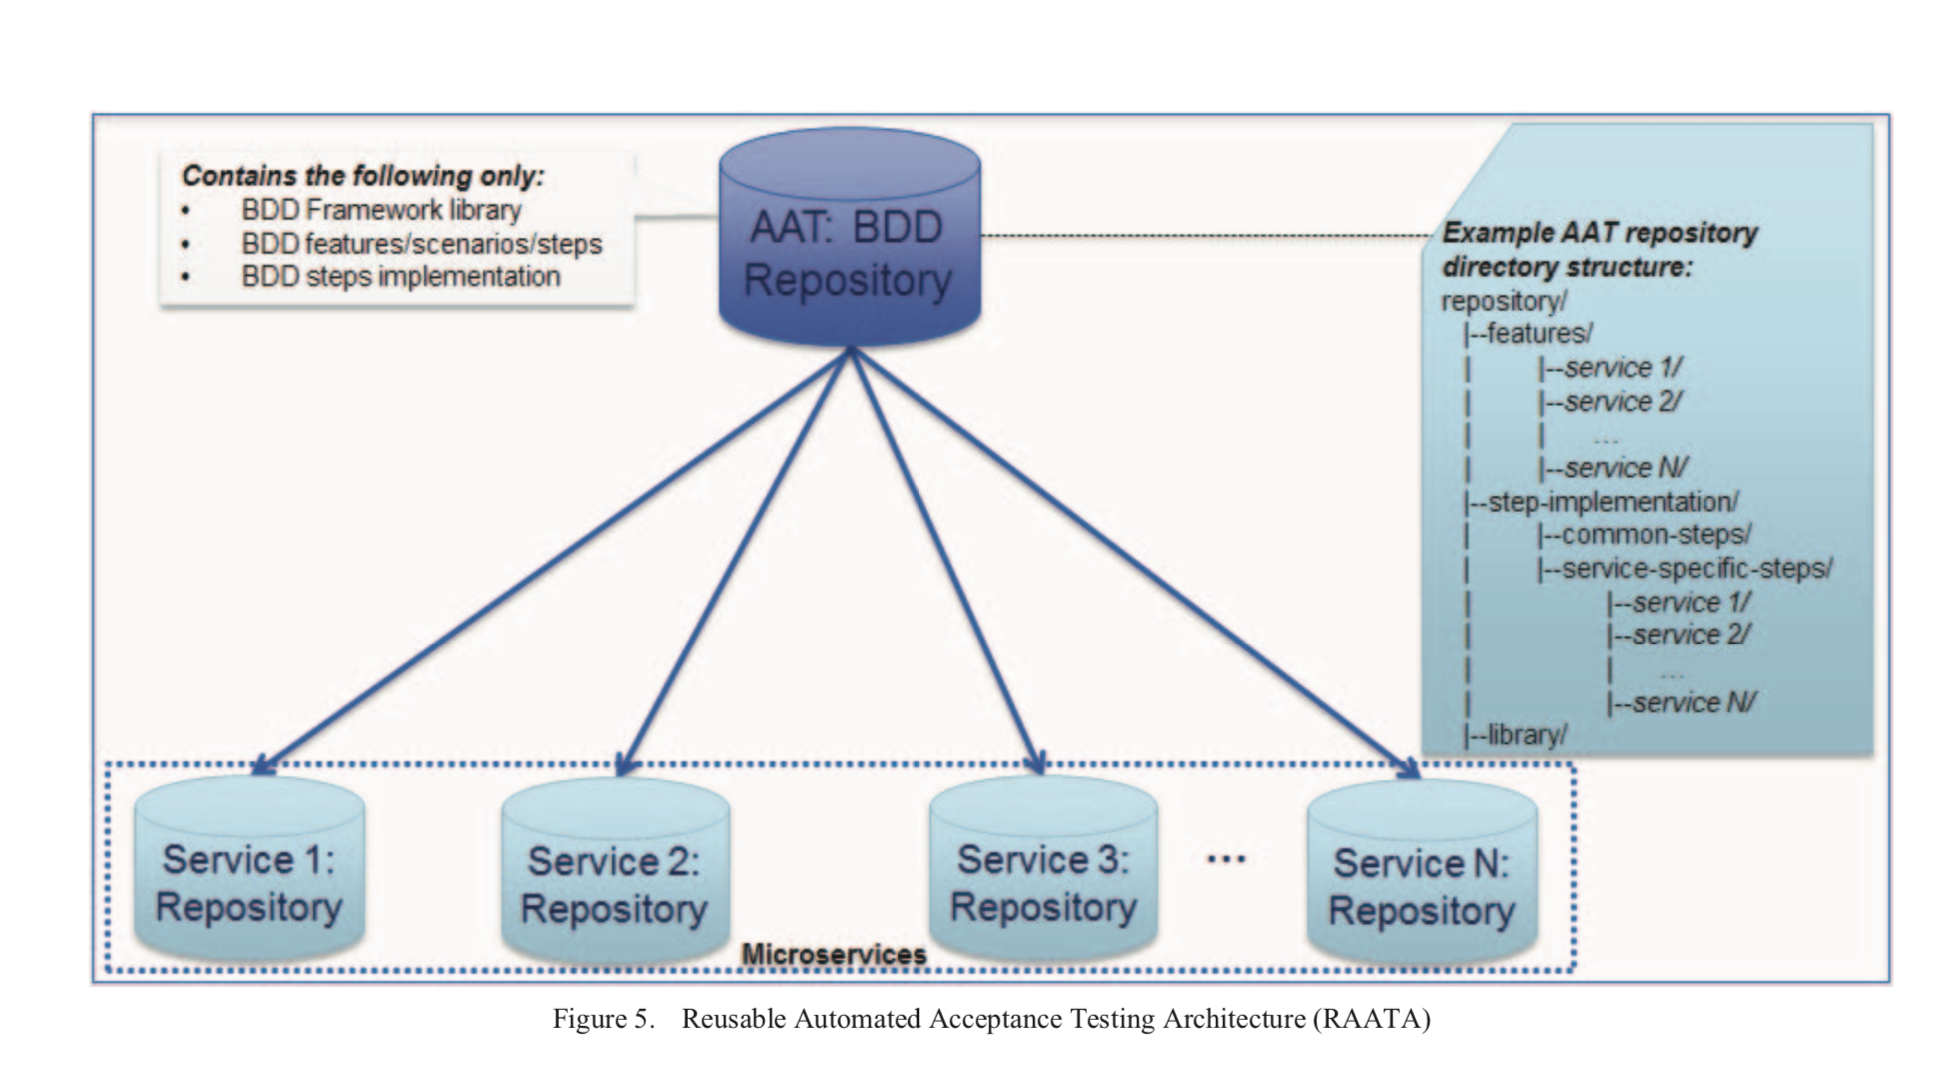 Contains the following only:
• BDD Framework library
• BDD features/scenarios/steps
• BDD steps implementation
AAT: BDD
Repository
Example AAT repository
directory structure:
repository/
|--features/
| |--service 1/
| |--service 2/
| | ...
| |--service N/
|--step-implementation/
| |--common-steps/
| |--service-specific-steps/
| |--service 1/
| |--service 2/
| | ...
| |--service N/
|--library/
Service 1:
Repository
Service 2:
Repository
Service 3:
Repository
...
Service N:
Repository
Microservices
Figure 5. Reusable Automated Acceptance Testing Architecture (RAATA)